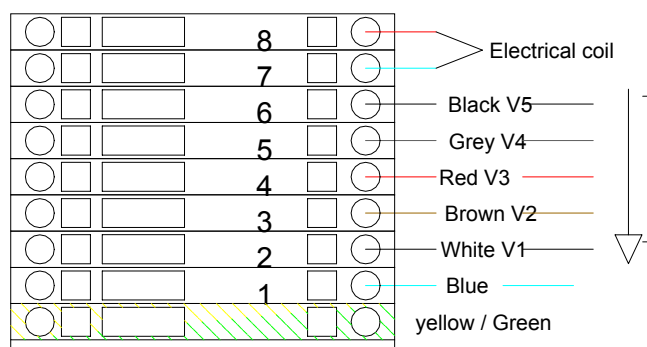 8
Electrical coil
7
6 Black V5
5 Grey V4
4 Red V3
3 Brown V2
2 White V1
1 Blue
yellow / Green